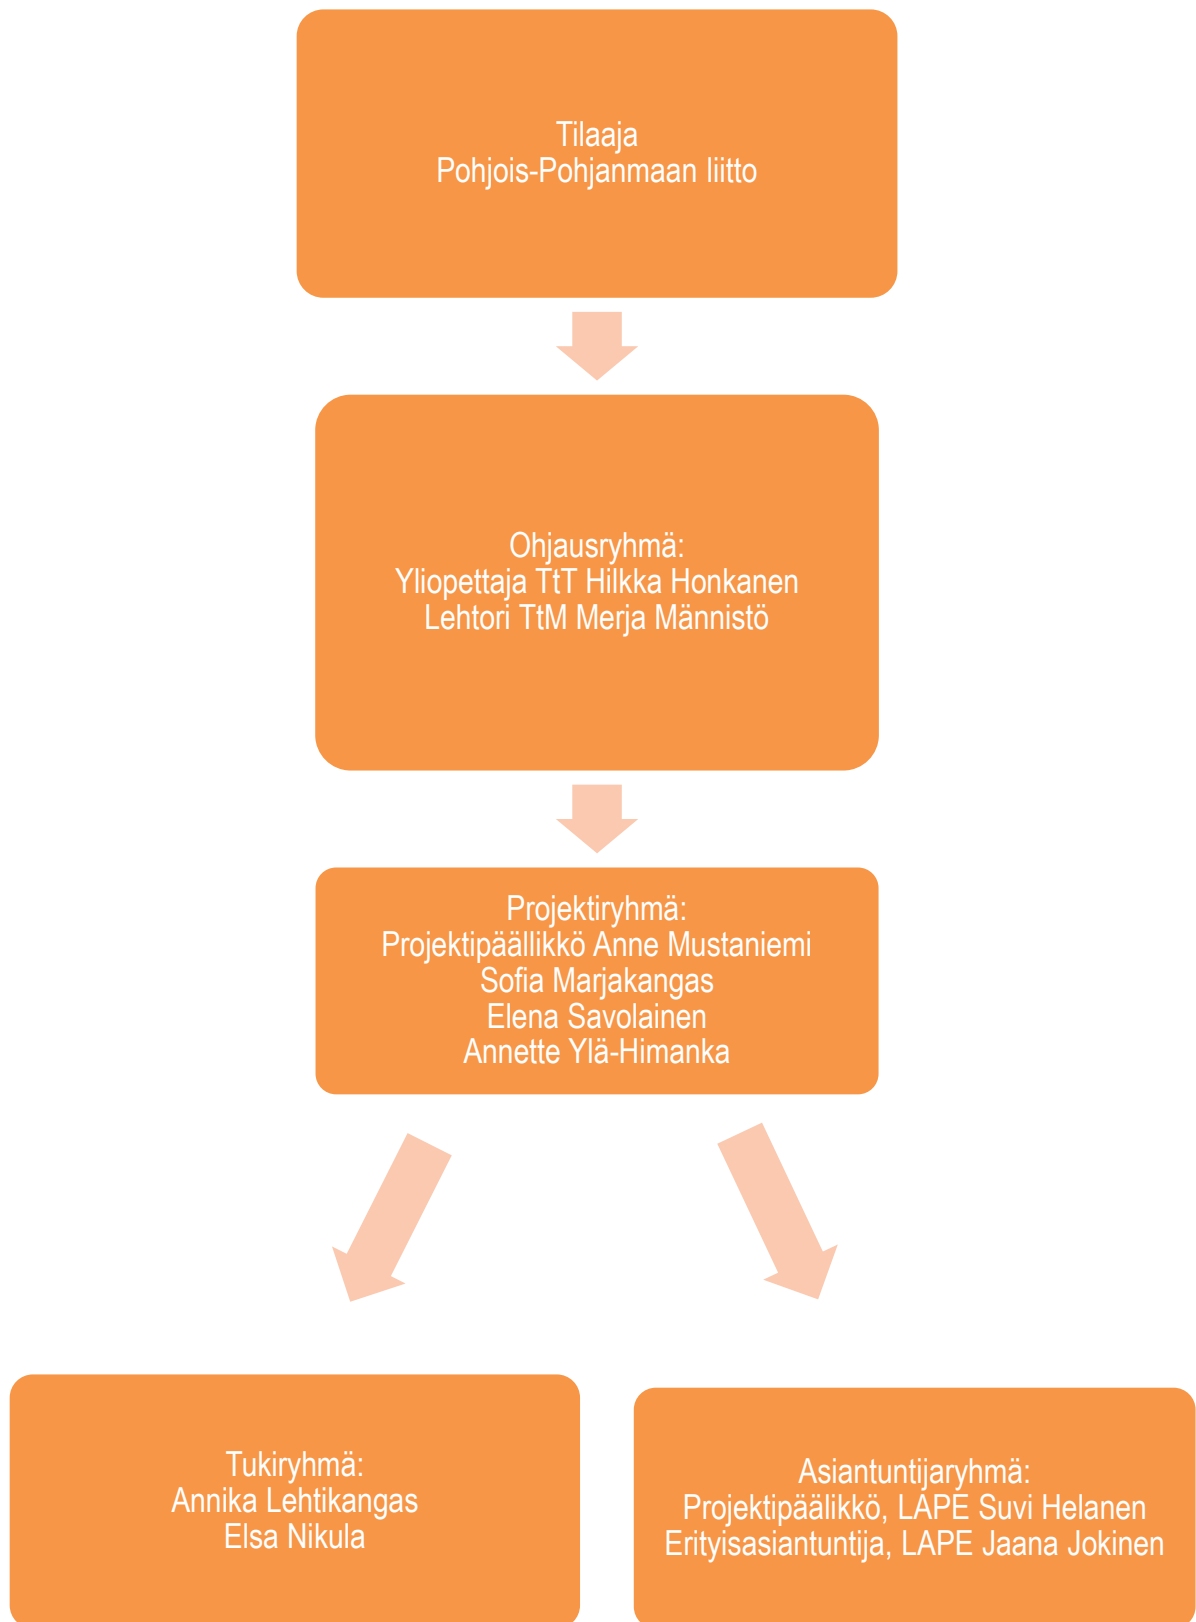 Tilaaja
Pohjois-Pohjanmaan liitto
Ohjausryhmä:
Yliopettaja TtT Hilkka Honkanen
Lehtori TtM Merja Männistö
Projektiryhmä:
Projektipäällikkö Anne Mustaniemi
Sofia Marjakangas
Elena Savolainen
Annette Ylä-Himanka
Tukiryhmä:
Annika Lehtikangas
Elsa Nikula
Asiantuntijaryhmä:
Projektipäälikkö, LAPE Suvi Helanen
Erityisasiantuntija, LAPE Jaana Jokinen